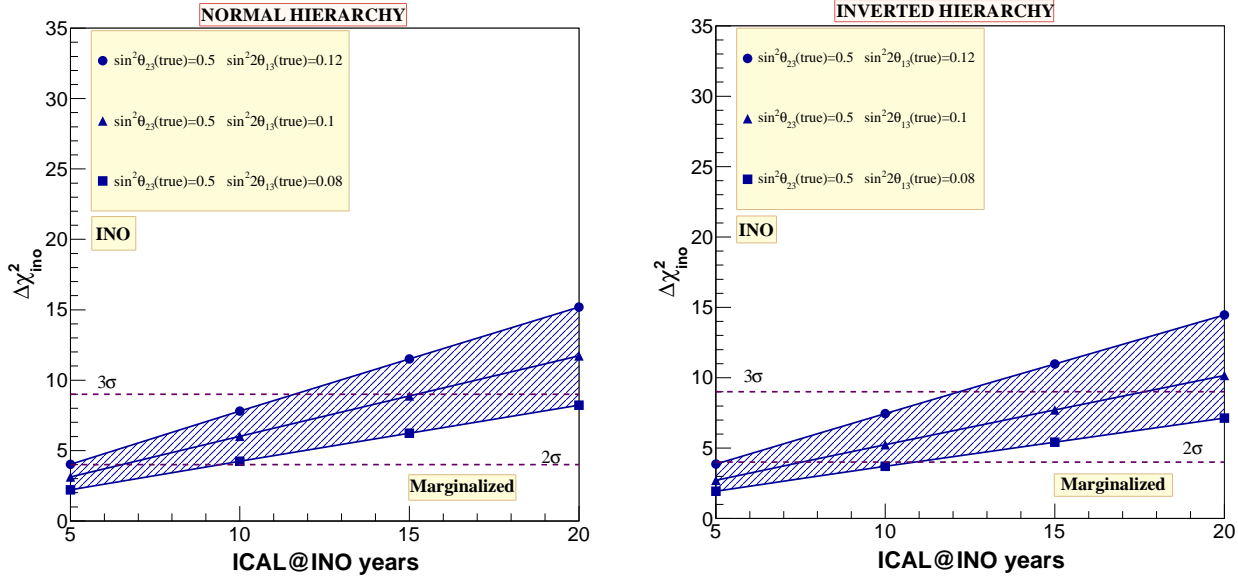 NORMAL HIERARCHY
sin²θ₂₃(true)=0.5 sin²2θ₁₃(true)=0.12
sin²θ₂₃(true)=0.5 sin²2θ₁₃(true)=0.1
sin²θ₂₃(true)=0.5 sin²2θ₁₃(true)=0.08
INO
3σ
2σ
Marginalized
Δχ²ino
35
30
25
20
15
10
5
0
5
10
15
20
ICAL@INO years
INVERTED HIERARCHY
sin²θ₂₃(true)=0.5 sin²2θ₁₃(true)=0.12
sin²θ₂₃(true)=0.5 sin²2θ₁₃(true)=0.1
sin²θ₂₃(true)=0.5 sin²2θ₁₃(true)=0.08
INO
3σ
2σ
Marginalized
Δχ²ino
35
30
25
20
15
10
5
0
5
10
15
20
ICAL@INO years